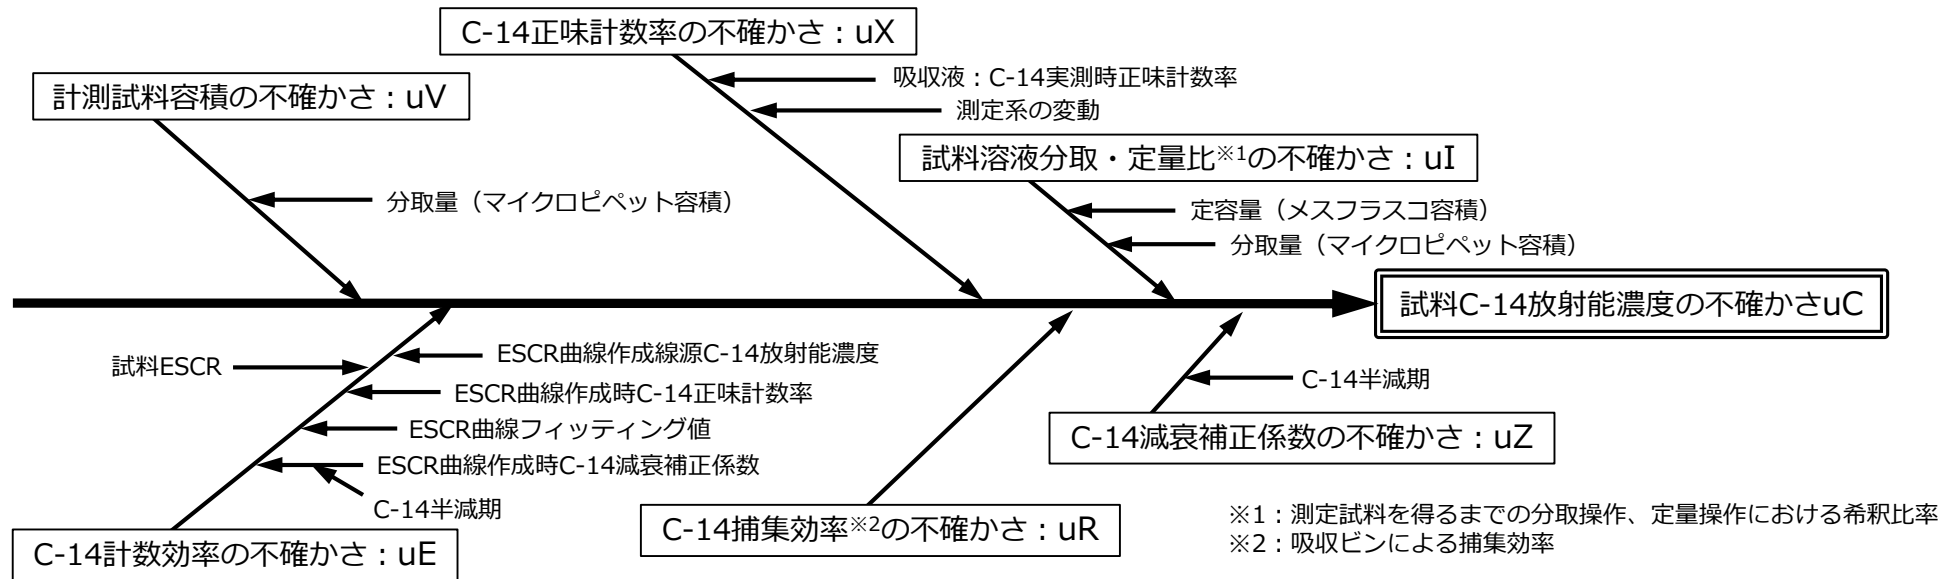 C-14正味計数率の不確かさ：uX
吸収液：C-14実測時正味計数率
測定系の変動
計測試料容積の不確かさ：uV
分取量（マイクロピペット容積）
試料溶液分取・定量比※1の不確かさ：uI
定容量（メスフラスコ容積）
分取量（マイクロピペット容積）
試料C-14放射能濃度の不確かさuC
試料ESCR
ESCR曲線作成線源C-14放射能濃度
ESCR曲線作成時C-14正味計数率
ESCR曲線フィッティング値
ESCR曲線作成時C-14減衰補正係数
C-14半減期
C-14計数効率の不確かさ：uE
C-14捕集効率※2の不確かさ：uR
C-14半減期
C-14減衰補正係数の不確かさ：uZ
※1：測定試料を得るまでの分取操作、定量操作における希釈比率
※2：吸収ビンによる捕集効率